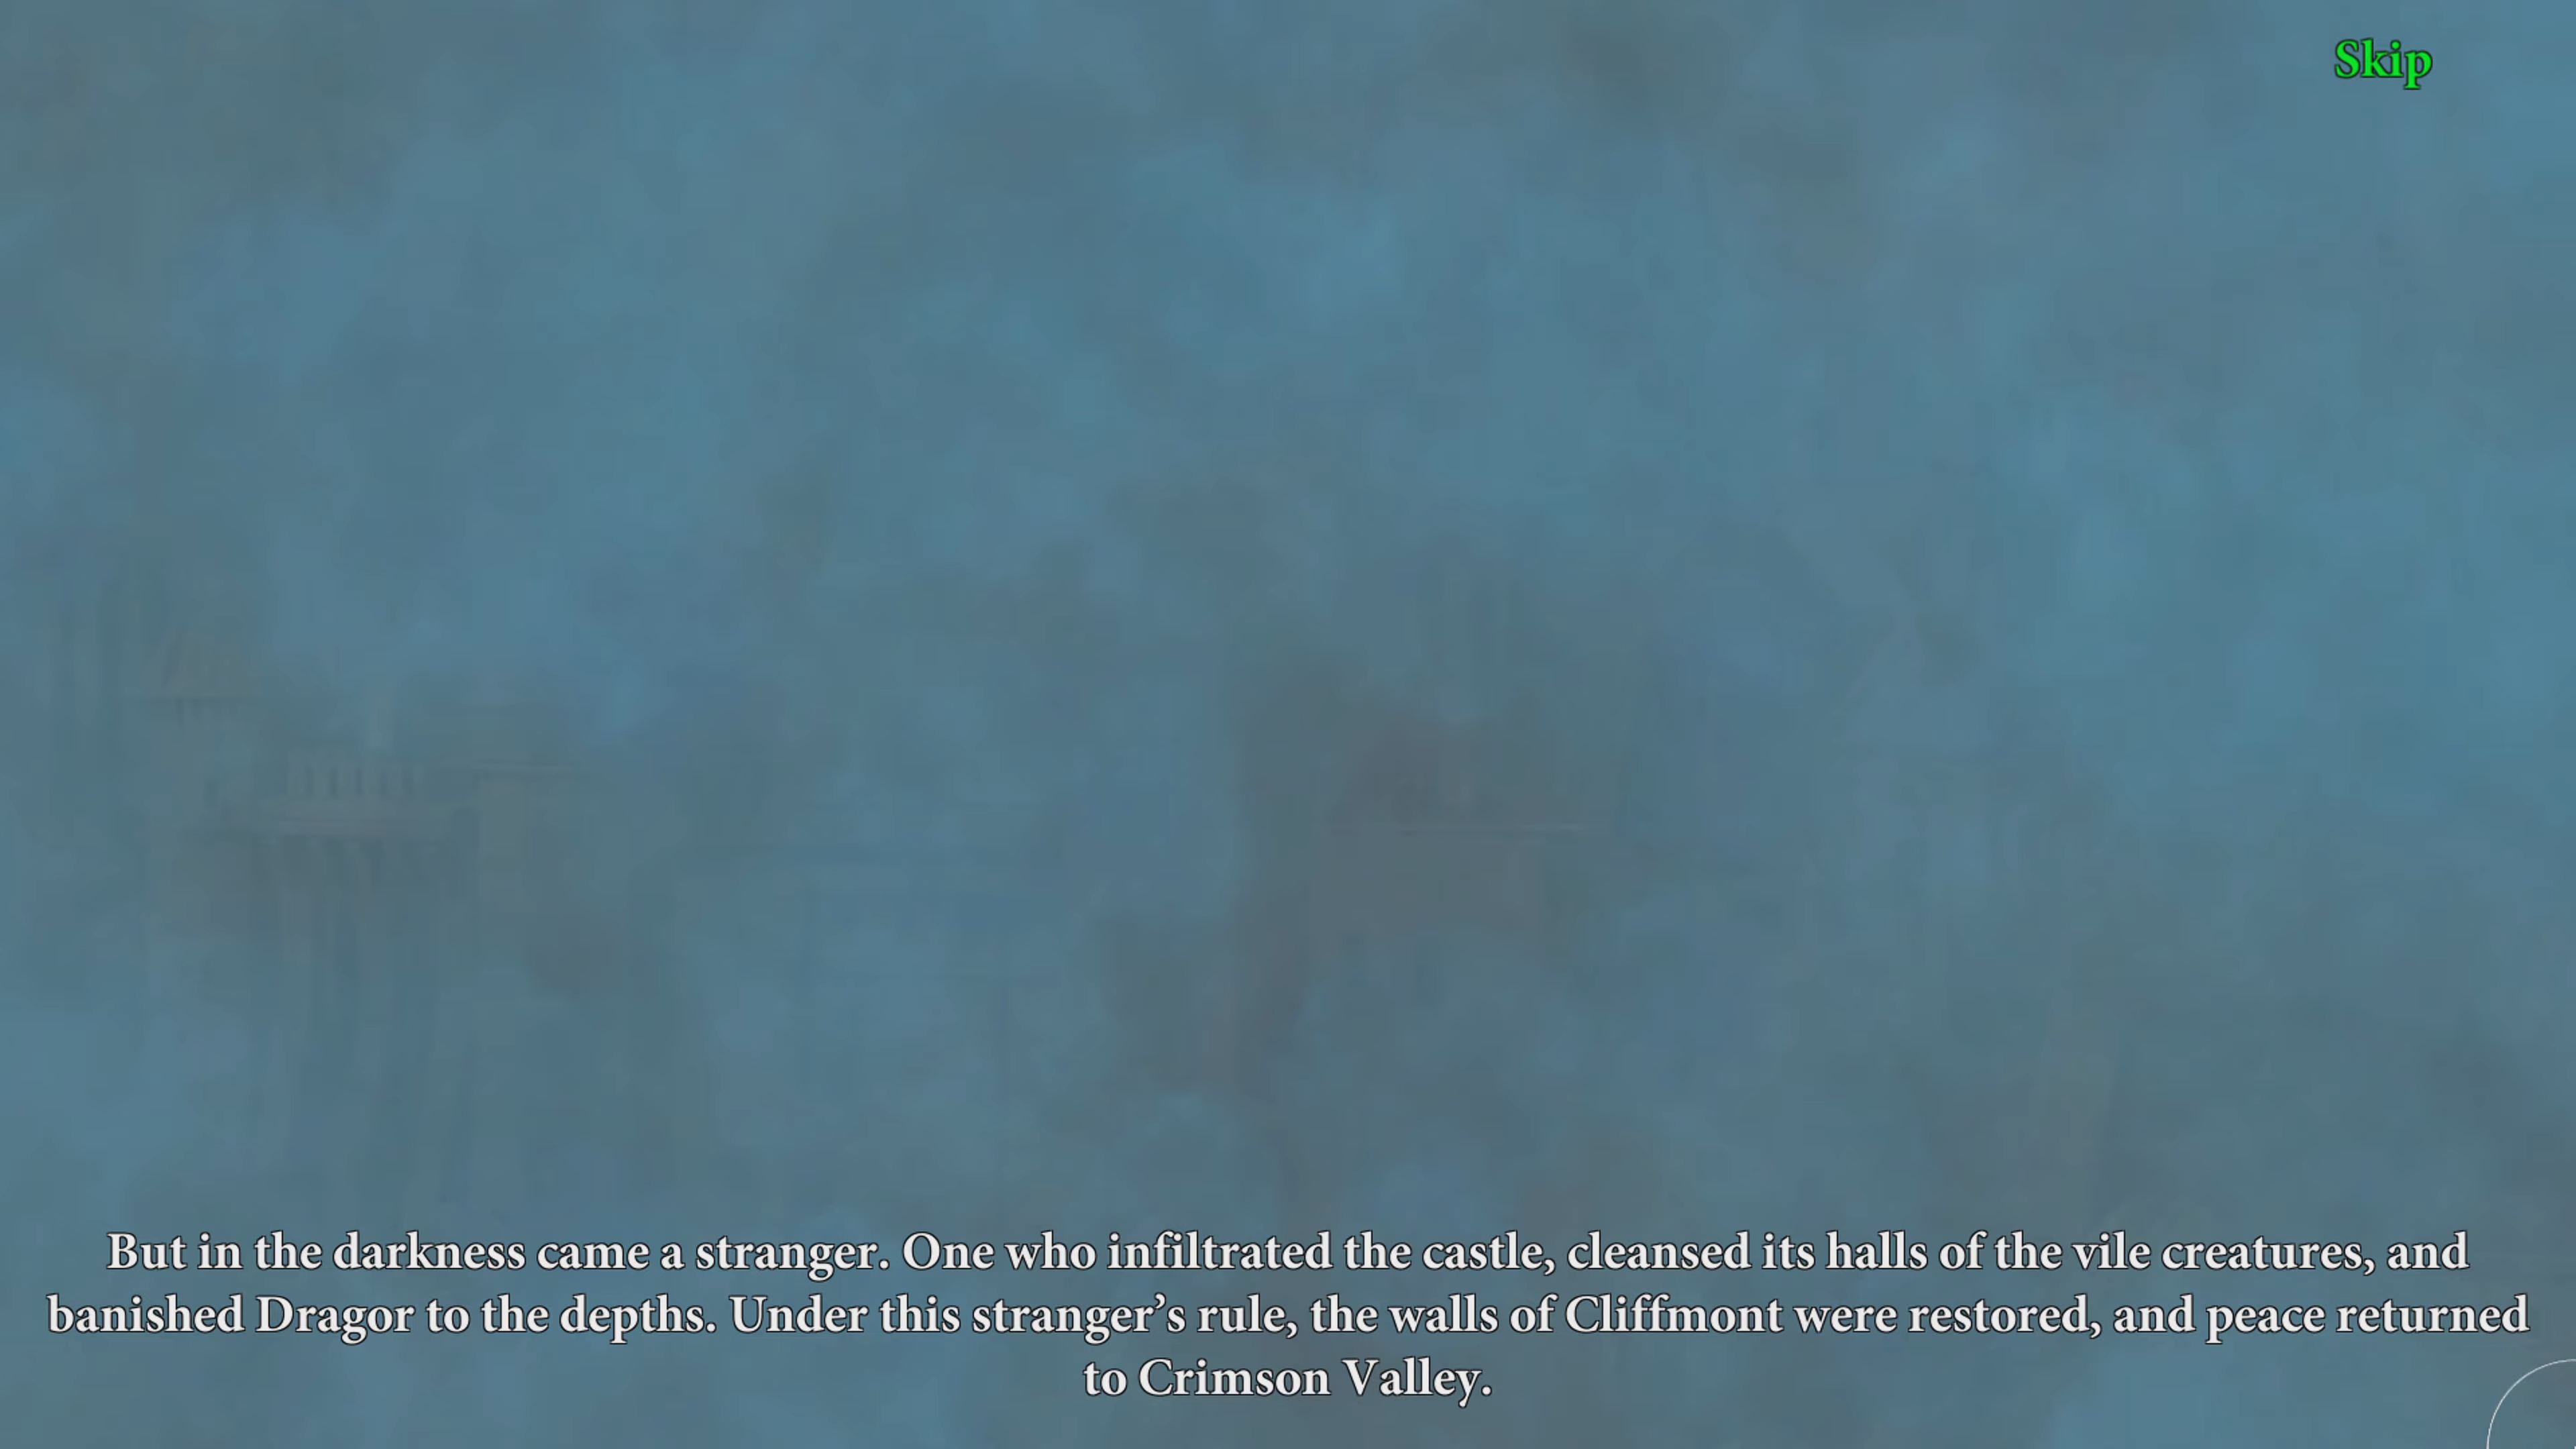 Skip
But in the darkness came a stranger. One who infiltrated the castle, cleansed its halls of the vile creatures, and
banished Dragor to the depths. Under this stranger’s rule, the walls of Cliffmont were restored, and peace returned
to Crimson Valley.